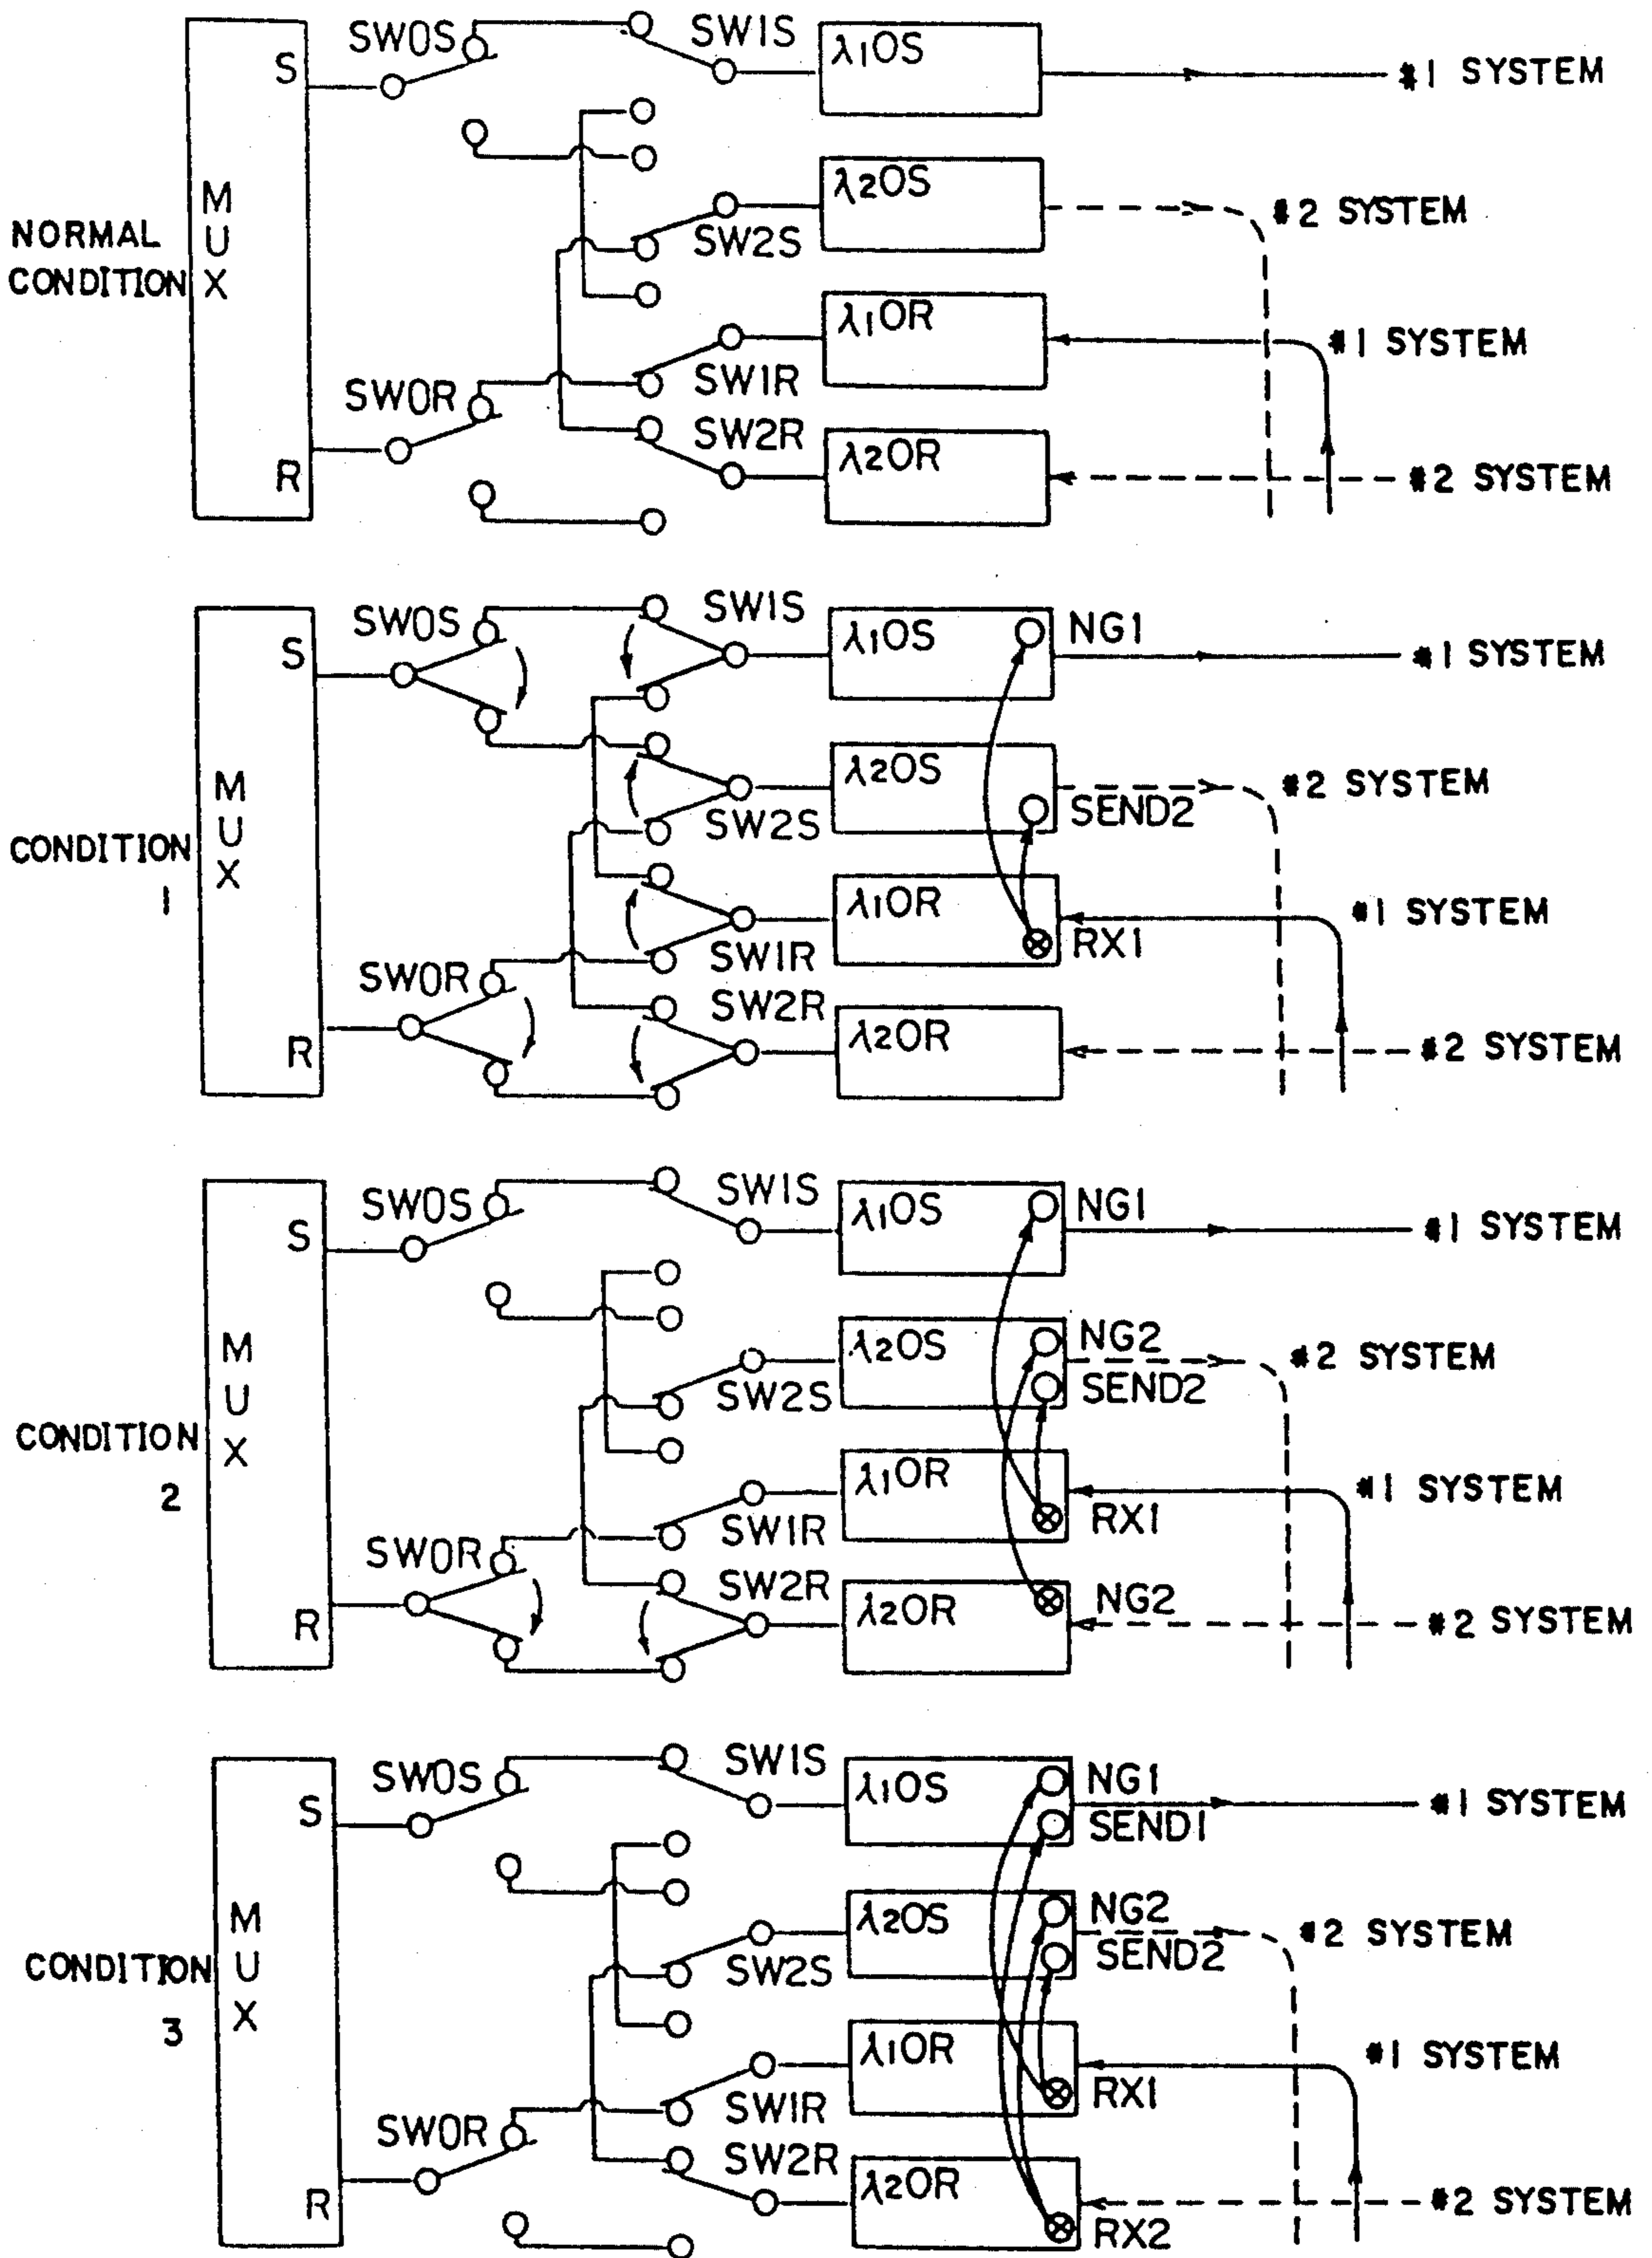 SW0S
SW1S
λ1OS
#1 SYSTEM
S
M
U
X
λ2OS
#2 SYSTEM
NORMAL
CONDITION
SW2S
λ1OR
#1 SYSTEM
SW1R
SW0R
SW2R
λ2OR
#2 SYSTEM
R
SW0S
SW1S
λ1OS
NG1
#1 SYSTEM
S
M
U
X
λ2OS
SEND2
#2 SYSTEM
SW2S
CONDITION
1
λ1OR
RX1
#1 SYSTEM
SW1R
SW0R
SW2R
λ2OR
#2 SYSTEM
R
SW0S
SW1S
λ1OS
NG1
#1 SYSTEM
S
M
U
X
λ2OS
NG2
SEND2
#2 SYSTEM
SW2S
CONDITION
2
λ1OR
RX1
#1 SYSTEM
SW1R
SW0R
SW2R
λ2OR
NG2
#2 SYSTEM
R
SW0S
SW1S
λ1OS
NG1
SEND1
#1 SYSTEM
S
M
U
X
λ2OS
NG2
SEND2
#2 SYSTEM
SW2S
CONDITION
3
λ1OR
RX1
#1 SYSTEM
SW1R
SW0R
SW2R
λ2OR
RX2
#2 SYSTEM
R